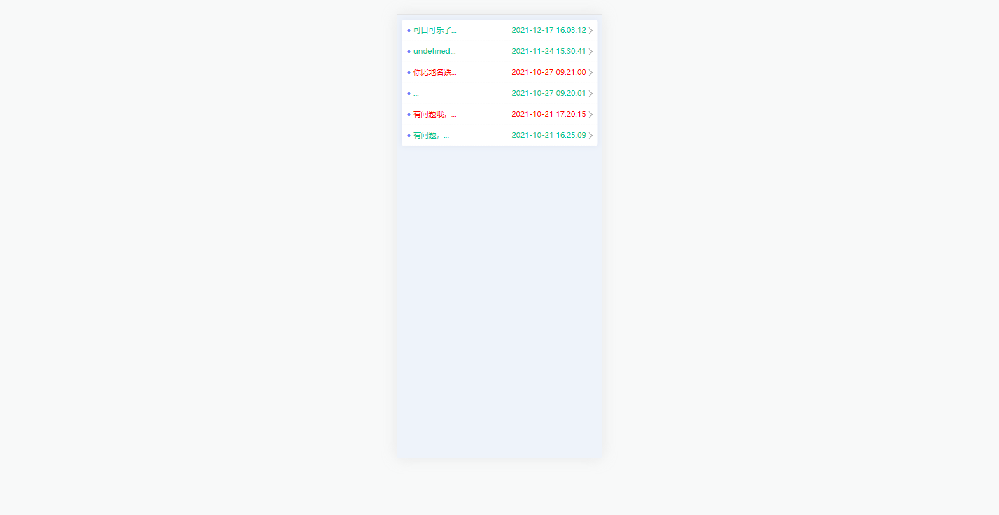 可口可乐了... 2021-12-17 16:03:12
undefined... 2021-11-24 15:30:41
你比地名跌... 2021-10-27 09:21:00
... 2021-10-27 09:20:01
有问题哦，... 2021-10-21 17:20:15
有问题，... 2021-10-21 16:25:09